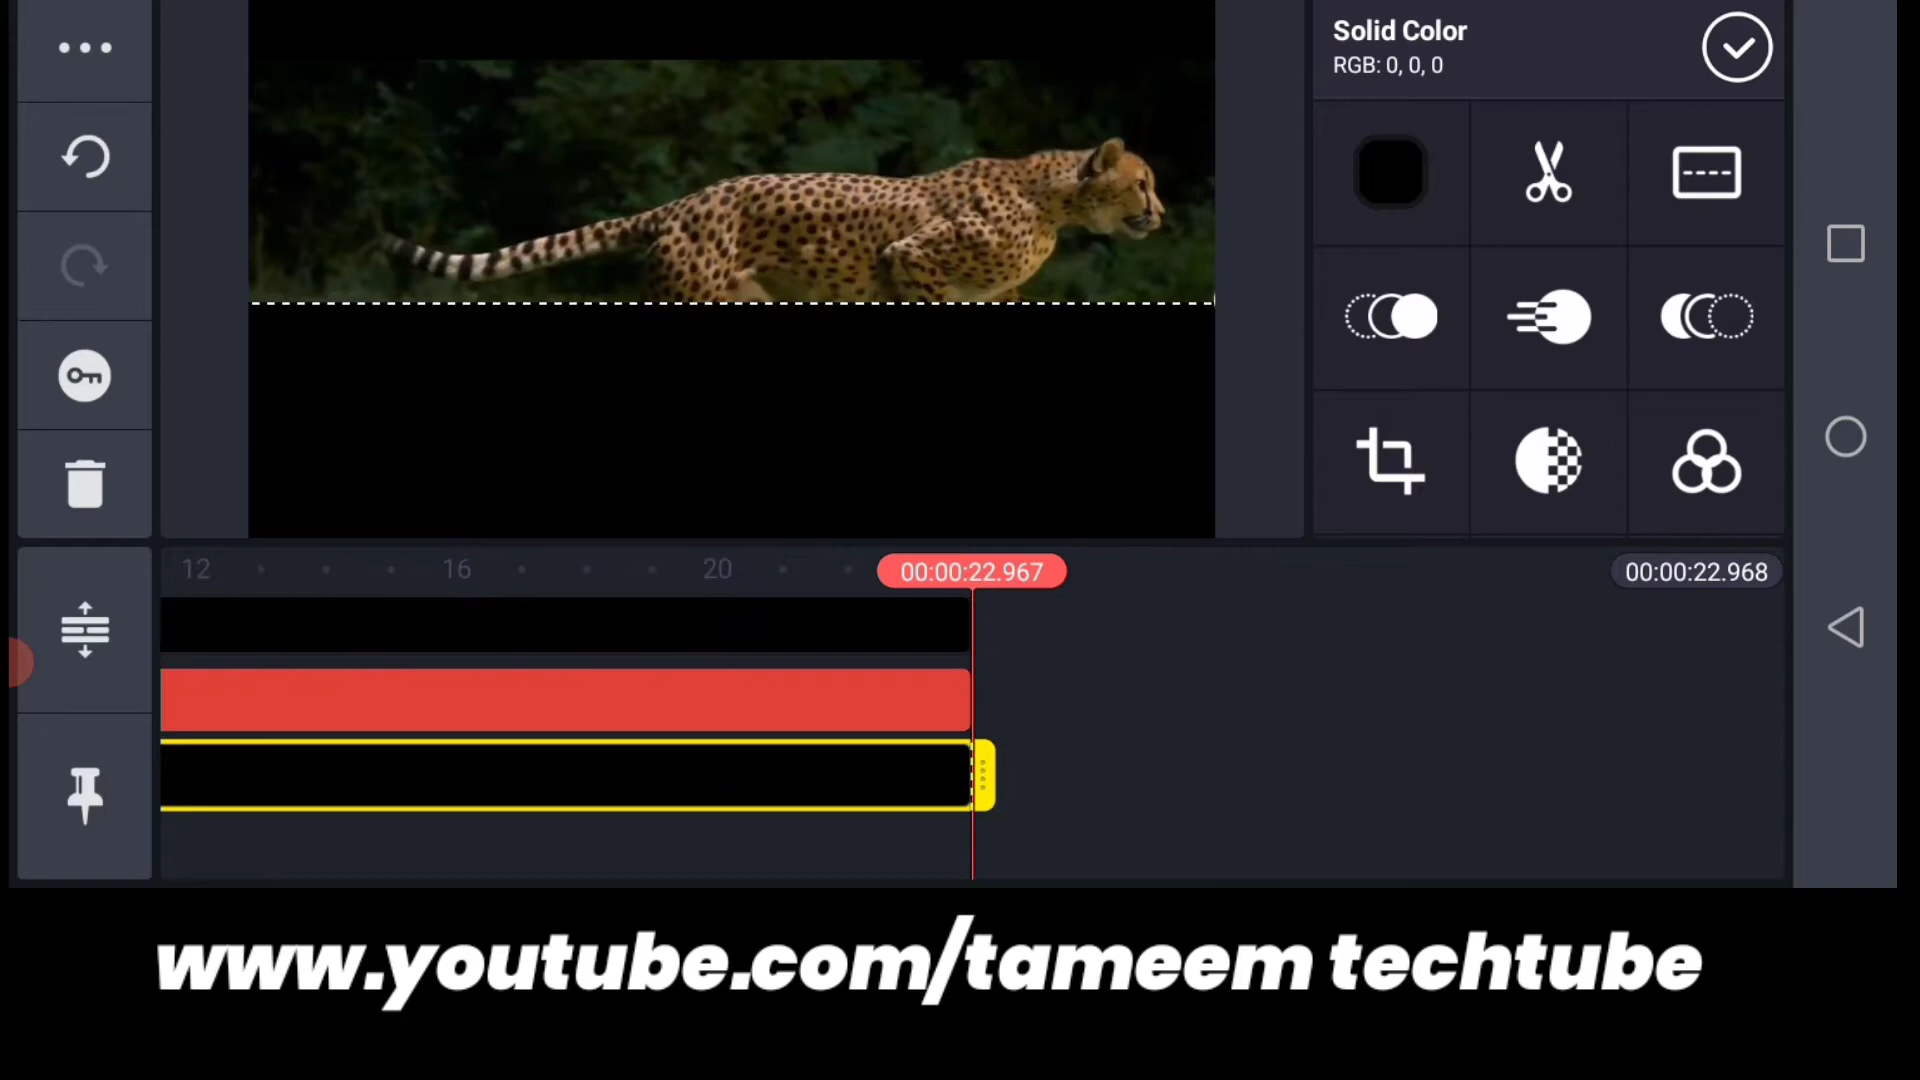 Solid Color
RGB: 0, 0, 0
12
16
20
00:00:22.967
00:00:22.968
www.youtube.com/tameem techtube